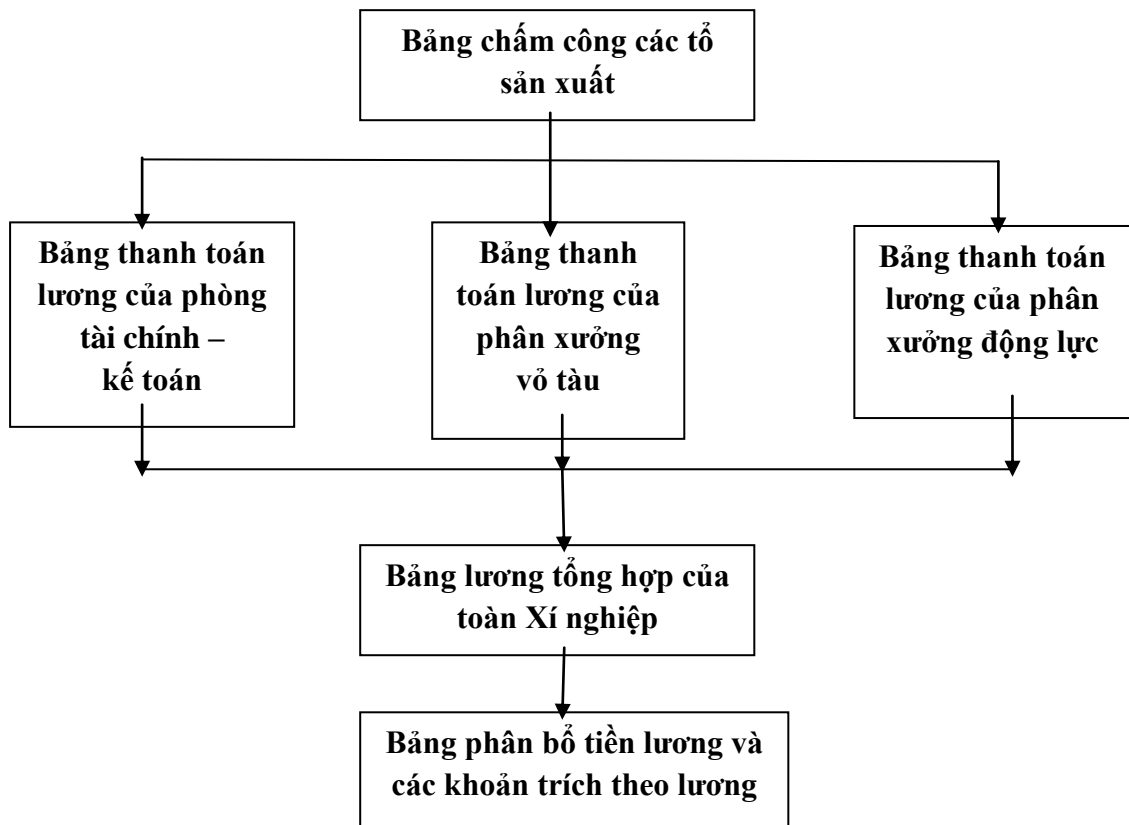 Bảng chấm công các tổ
sản xuất
Bảng thanh toán
lương của phòng
tài chính –
kế toán
Bảng thanh
toán lương của
phân xưởng
vỏ tàu
Bảng thanh toán
lương của phân
xưởng động lực
Bảng lương tổng hợp của
toàn Xí nghiệp
Bảng phân bổ tiền lương và
các khoản trích theo lương